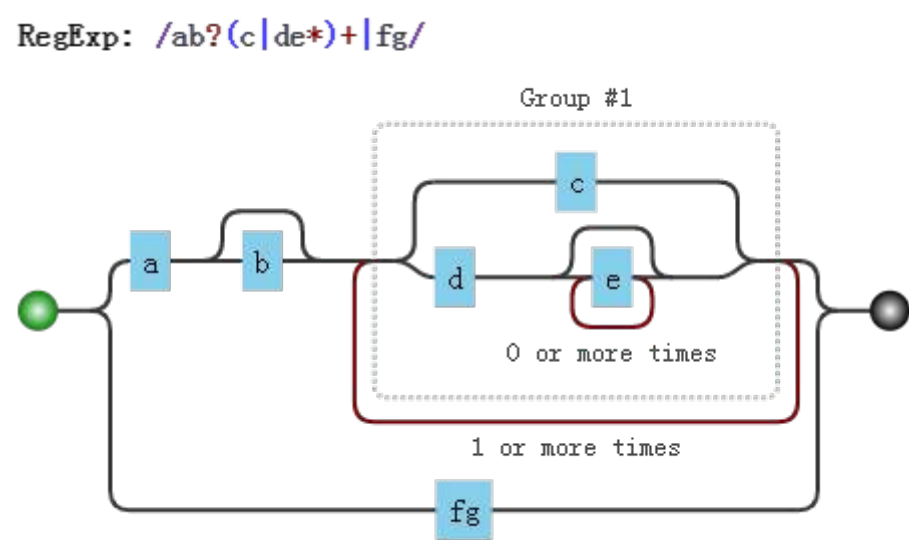 RegExp: /ab?(c|de*)+|fg/
Group #1
c
a b
d e
0 or more times
1 or more times
fg